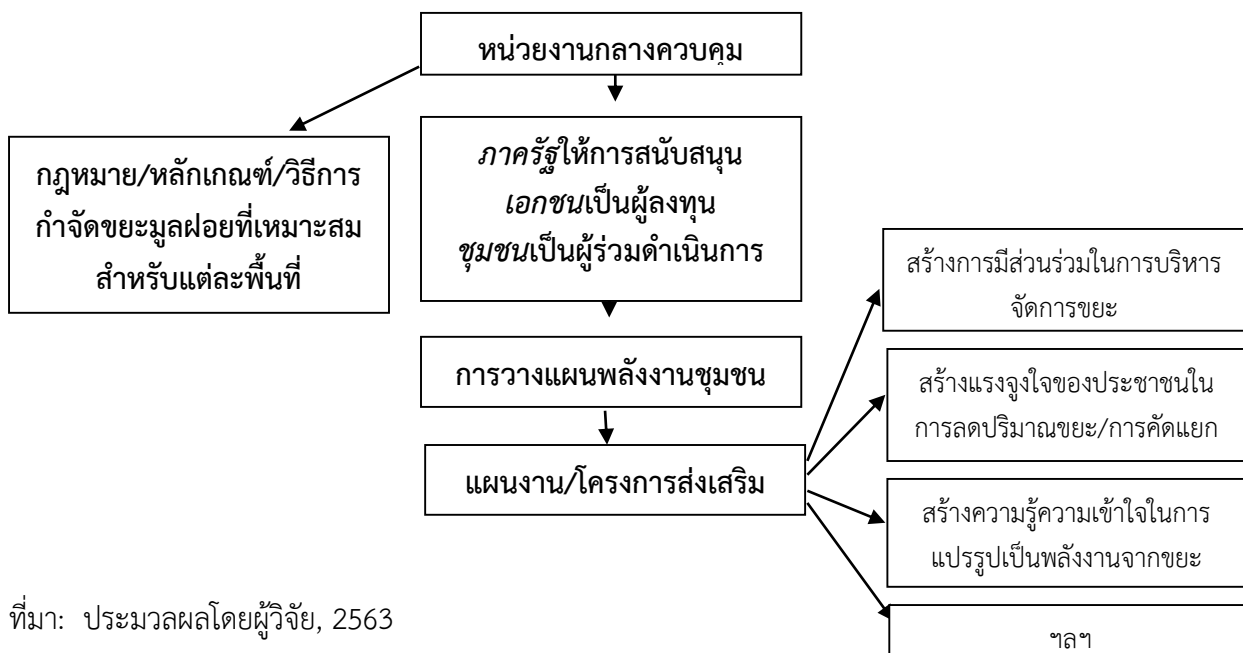 หน่วยงานกลางควบคุม
กฎหมาย/หลักเกณฑ์/วิธีการ
กำจัดขยะมูลฝอยที่เหมาะสม
สำหรับแต่ละพื้นที่
ภาครัฐให้การสนับสนุน
เอกชนเป็นผู้ลงทุน
ชุมชนเป็นผู้ร่วมดำเนินการ
การวางแผนพลังงานชุมชน
แผนงาน/โครงการส่งเสริม
สร้างการมีส่วนร่วมในการบริหาร
จัดการขยะ
สร้างแรงจูงใจของประชาชนใน
การลดปริมาณขยะ/การคัดแยก
สร้างความรู้ความเข้าใจในการ
แปรรูปเป็นพลังงานจากขยะ
ฯลฯ
ที่มา: ประมวลผลโดยผู้วิจัย, 2563